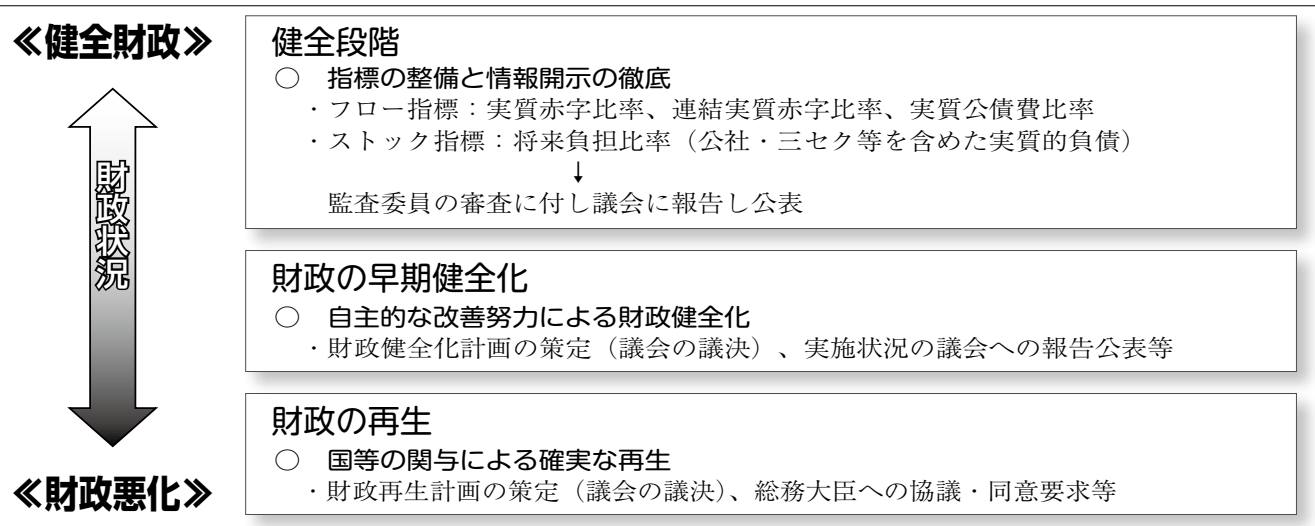 ≪健全財政≫
財政状況
≪財政悪化≫
健全段階
○ 指標の整備と情報開示の徹底
・フロー指標：実質赤字比率、連結実質赤字比率、実質公債費比率
・ストック指標：将来負担比率（公社・三セク等を含めた実質的負債）
↓
監査委員の審査に付し議会に報告し公表
財政の早期健全化
○ 自主的な改善努力による財政健全化
・財政健全化計画の策定（議会の議決）、実施状況の議会への報告公表等
財政の再生
○ 国等の関与による確実な再生
・財政再生計画の策定（議会の議決）、総務大臣への協議・同意要求等